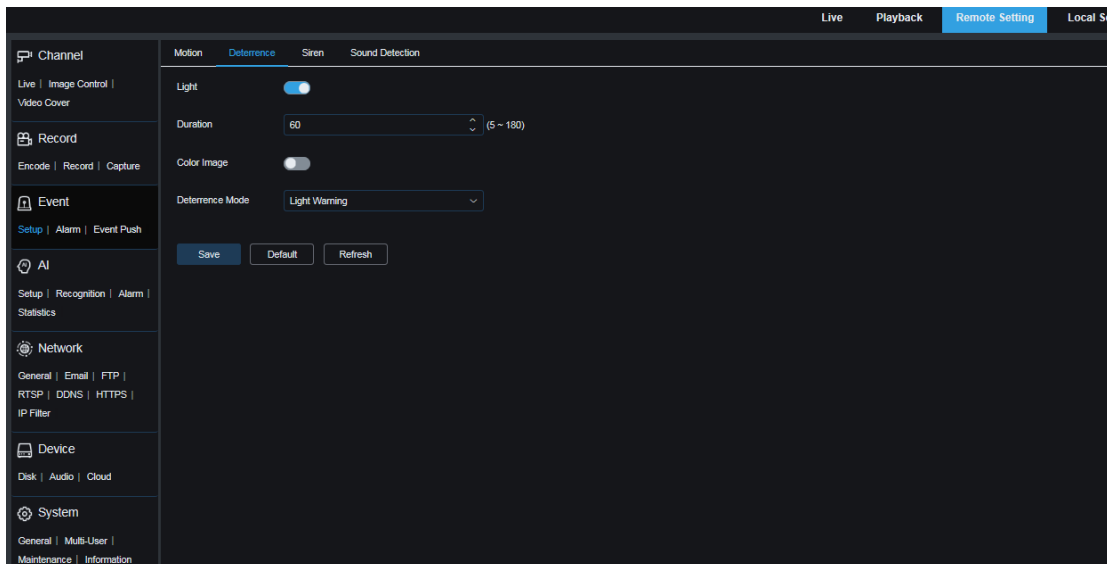 Live Playback Remote Setting Local S
Channel
Live | Image Control |
Video Cover
Record
Encode | Record | Capture
Event
Setup | Alarm | Event Push
AI
Setup | Recognition | Alarm |
Statistics
Network
General | Email | FTP |
RTSP | DDNS | HTTPS |
IP Filter
Device
Disk | Audio | Cloud
System
General | Multi-User |
Maintenance | Information
Motion Deterrence Siren Sound Detection
Light
Duration 60 (5 ~ 180)
Color Image
Deterrence Mode Light Warning
Save Default Refresh